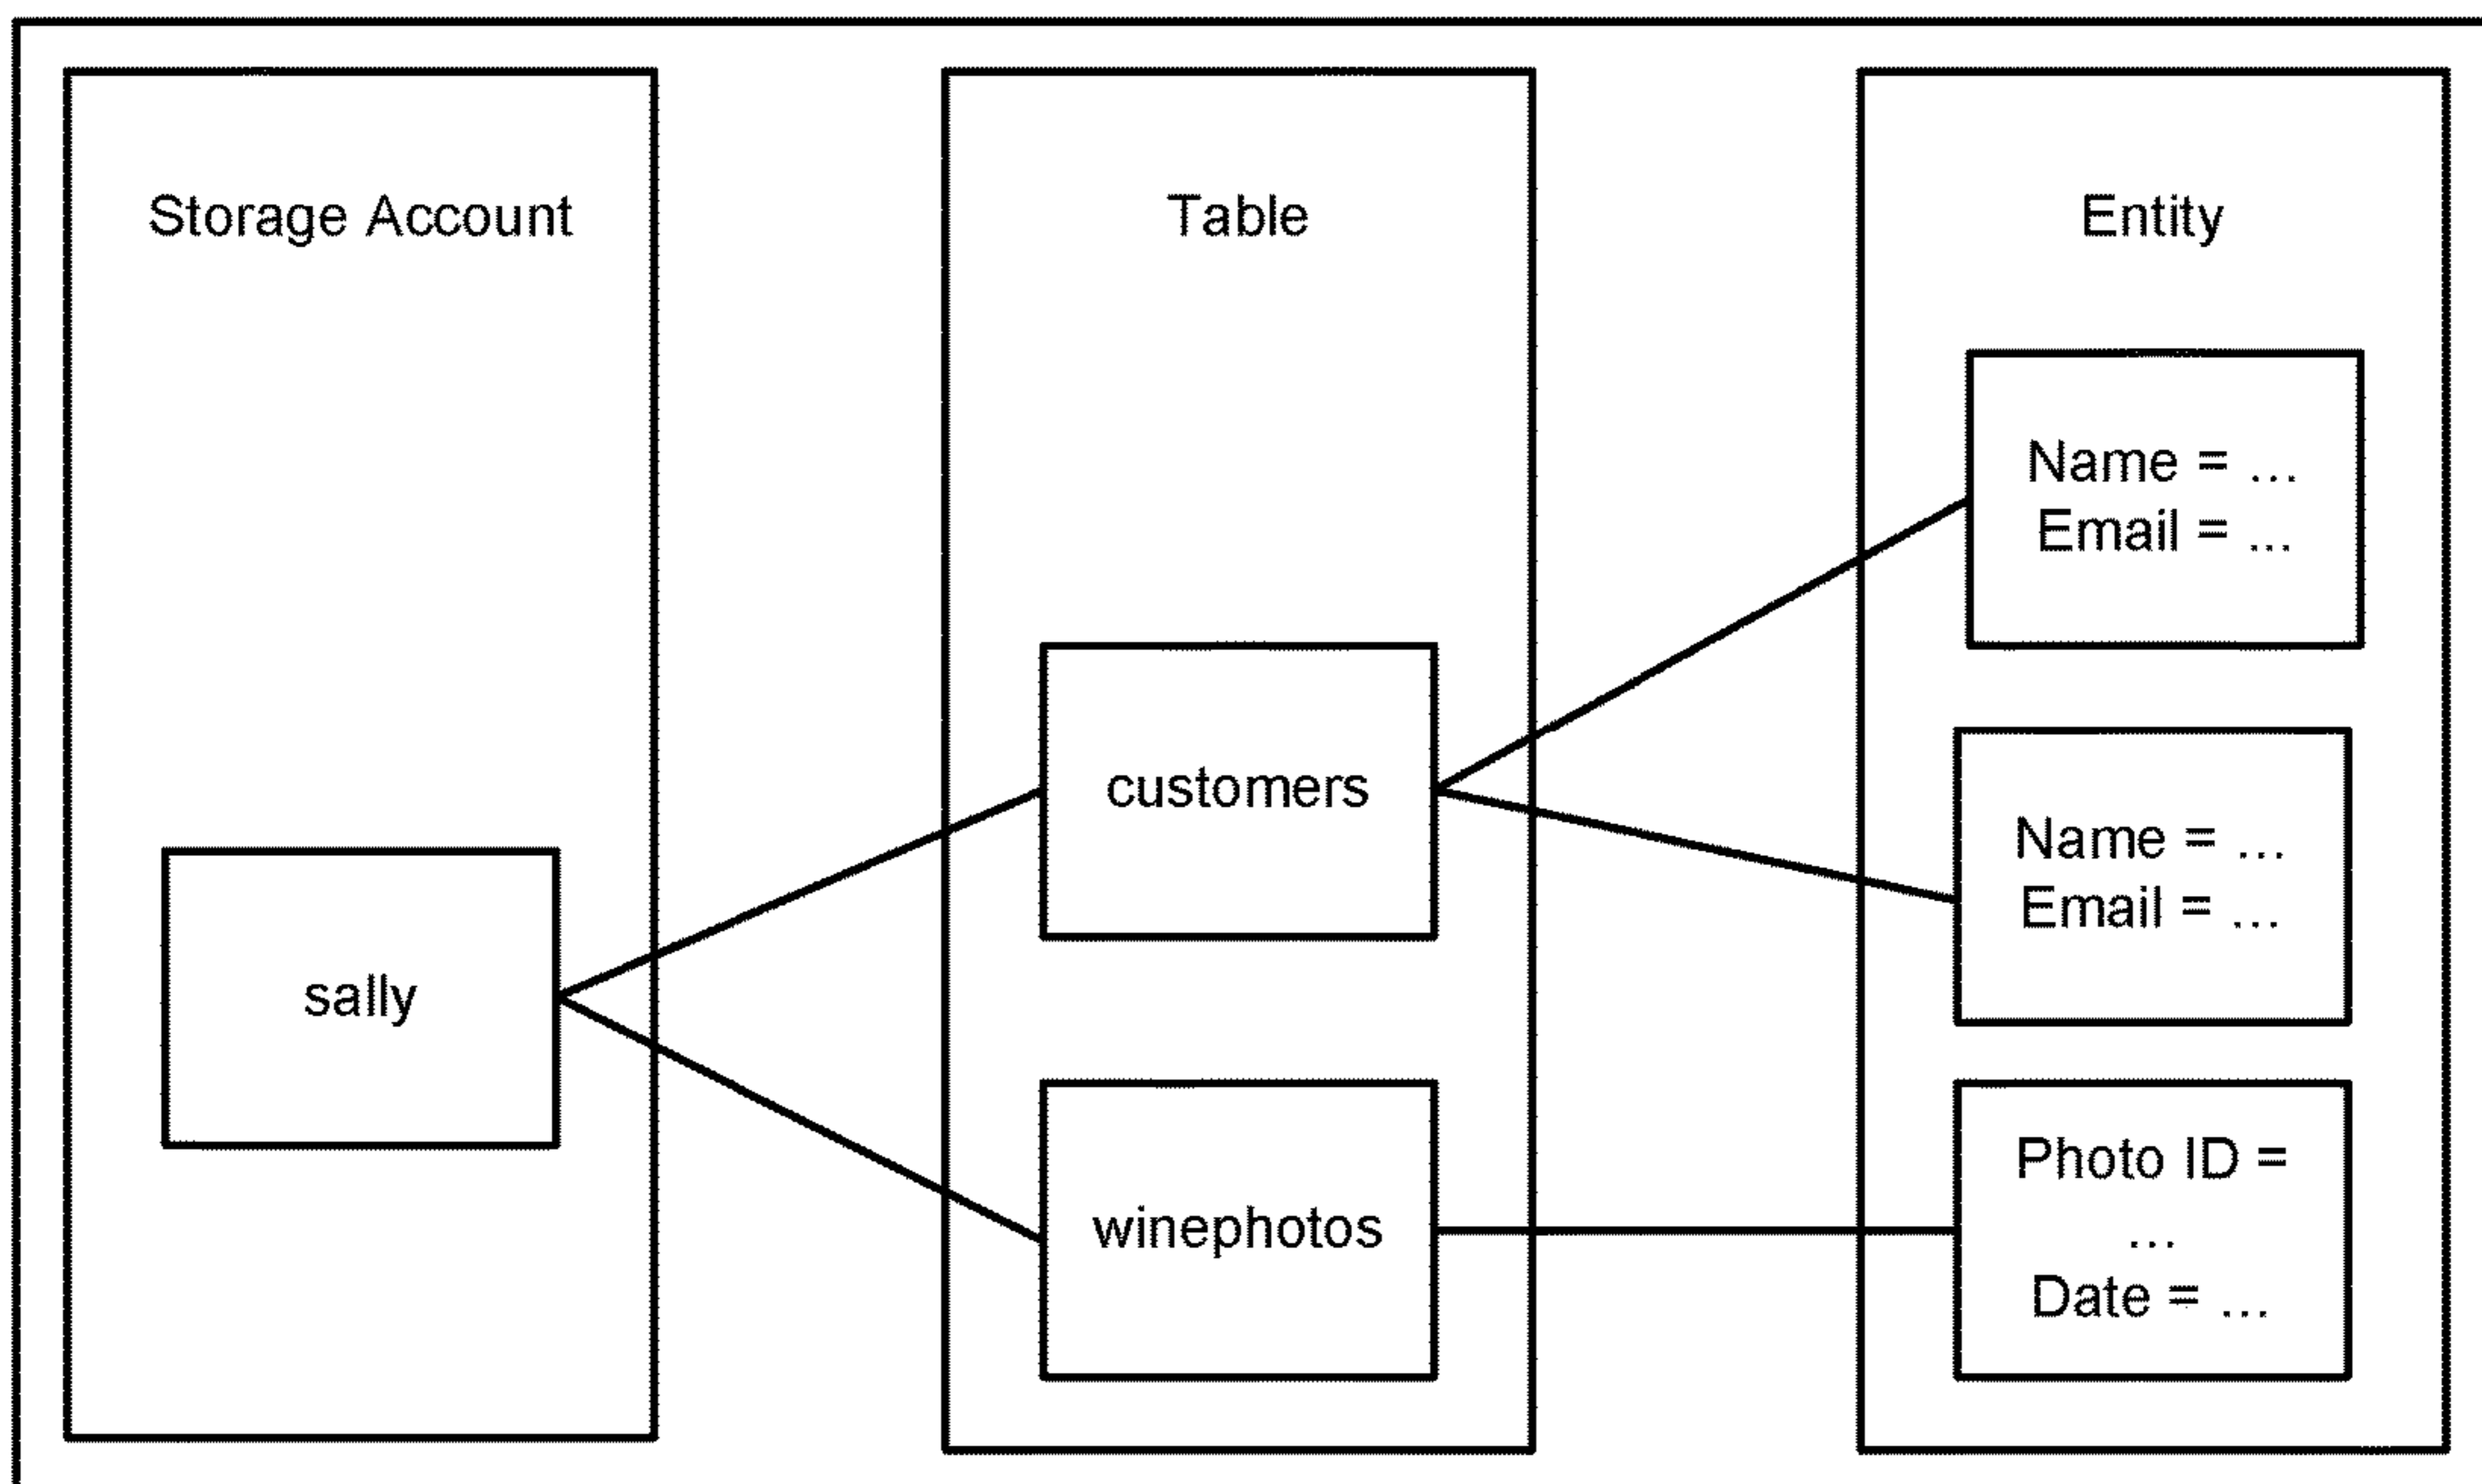 Storage Account
sally
Table
customers
winephotos
Entity
Name = ...
Email = ...
Name = ...
Email = ...
Photo ID =
...
Date = ...